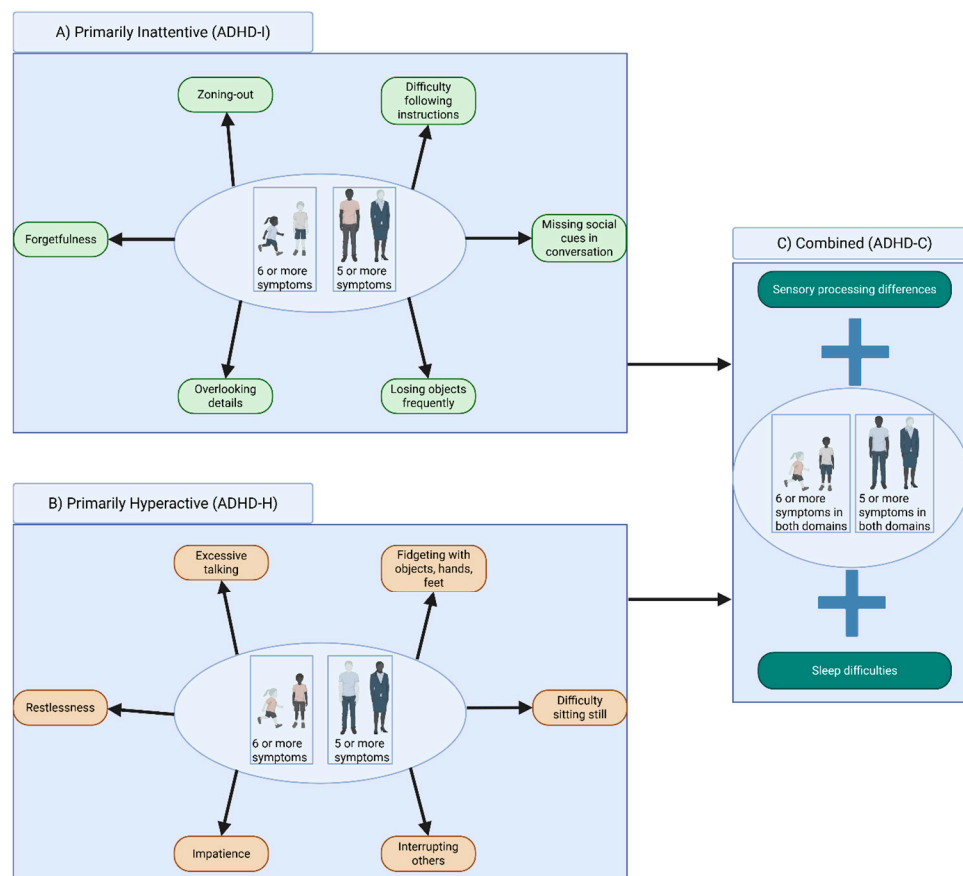 A) Primarily Inattentive (ADHD-I)
Zoning-out
Difficulty
following
instructions
Forgetfulness
6 or more
symptoms
5 or more
symptoms
Missing social
cues in
conversation
Overlooking
details
Losing objects
frequently
B) Primarily Hyperactive (ADHD-H)
Excessive
talking
Fidgeting with
objects, hands,
feet
Restlessness
6 or more
symptoms
5 or more
symptoms
Difficulty
sitting still
Impatience
Interrupting
others
C) Combined (ADHD-C)
Sensory processing differences
6 or more
symptoms in
both domains
5 or more
symptoms in
both domains
Sleep difficulties